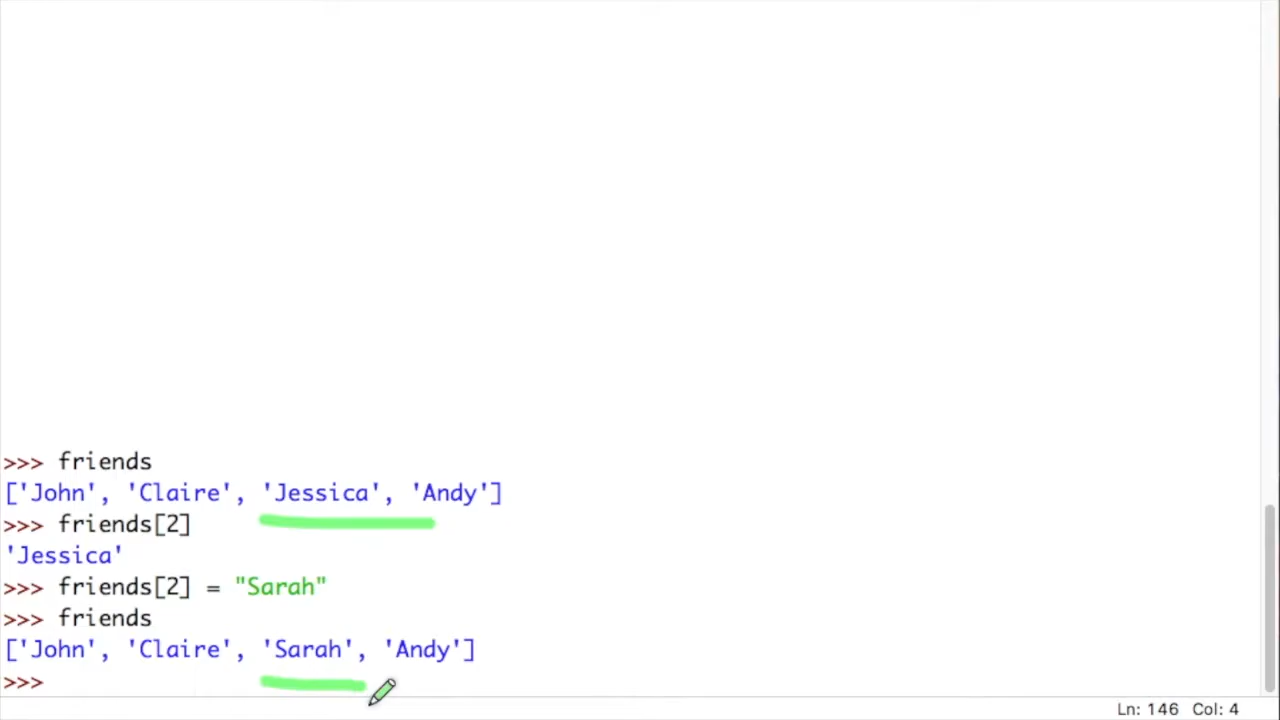 >>> friends
['John', 'Claire', 'Jessica', 'Andy']
>>> friends[2]
'Jessica'
>>> friends[2] = "Sarah"
>>> friends
['John', 'Claire', 'Sarah', 'Andy']
>>>
Ln: 146 Col: 4